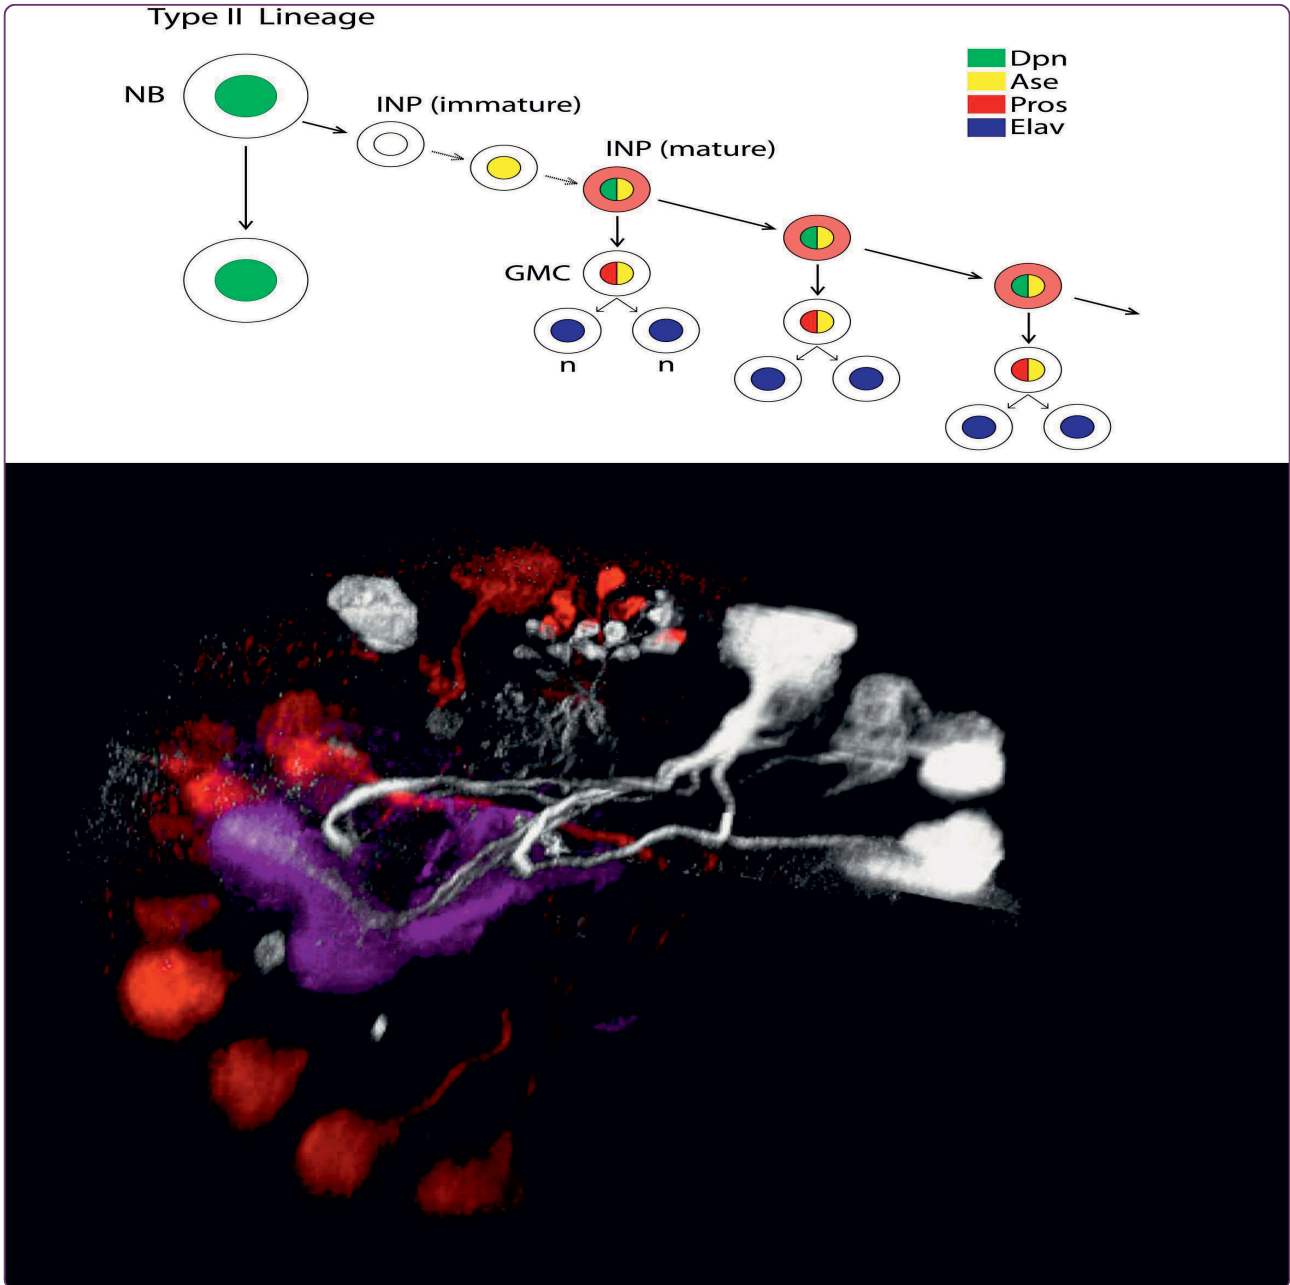 Type II Lineage
NB
INP (immature)
INP (mature)
GMC
n n
Dpn
Ase
Pros
Elav